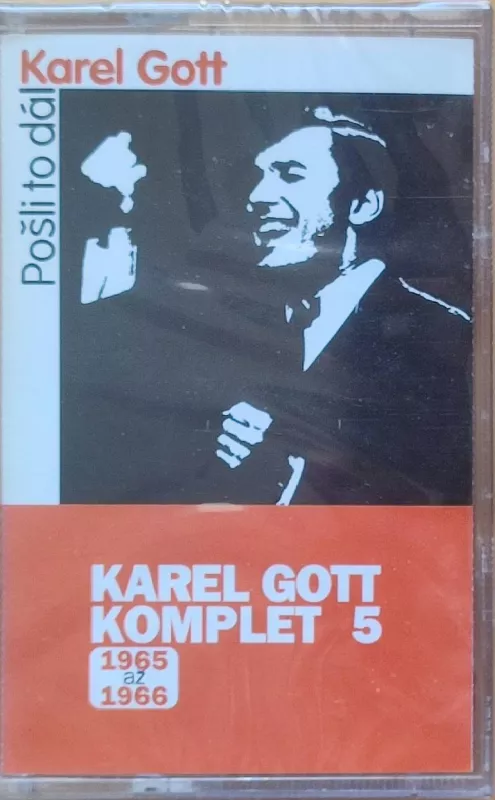 Karel Gott
Pošli to dál
KAREL GOTT
KOMPLET 5
1965
až
1966